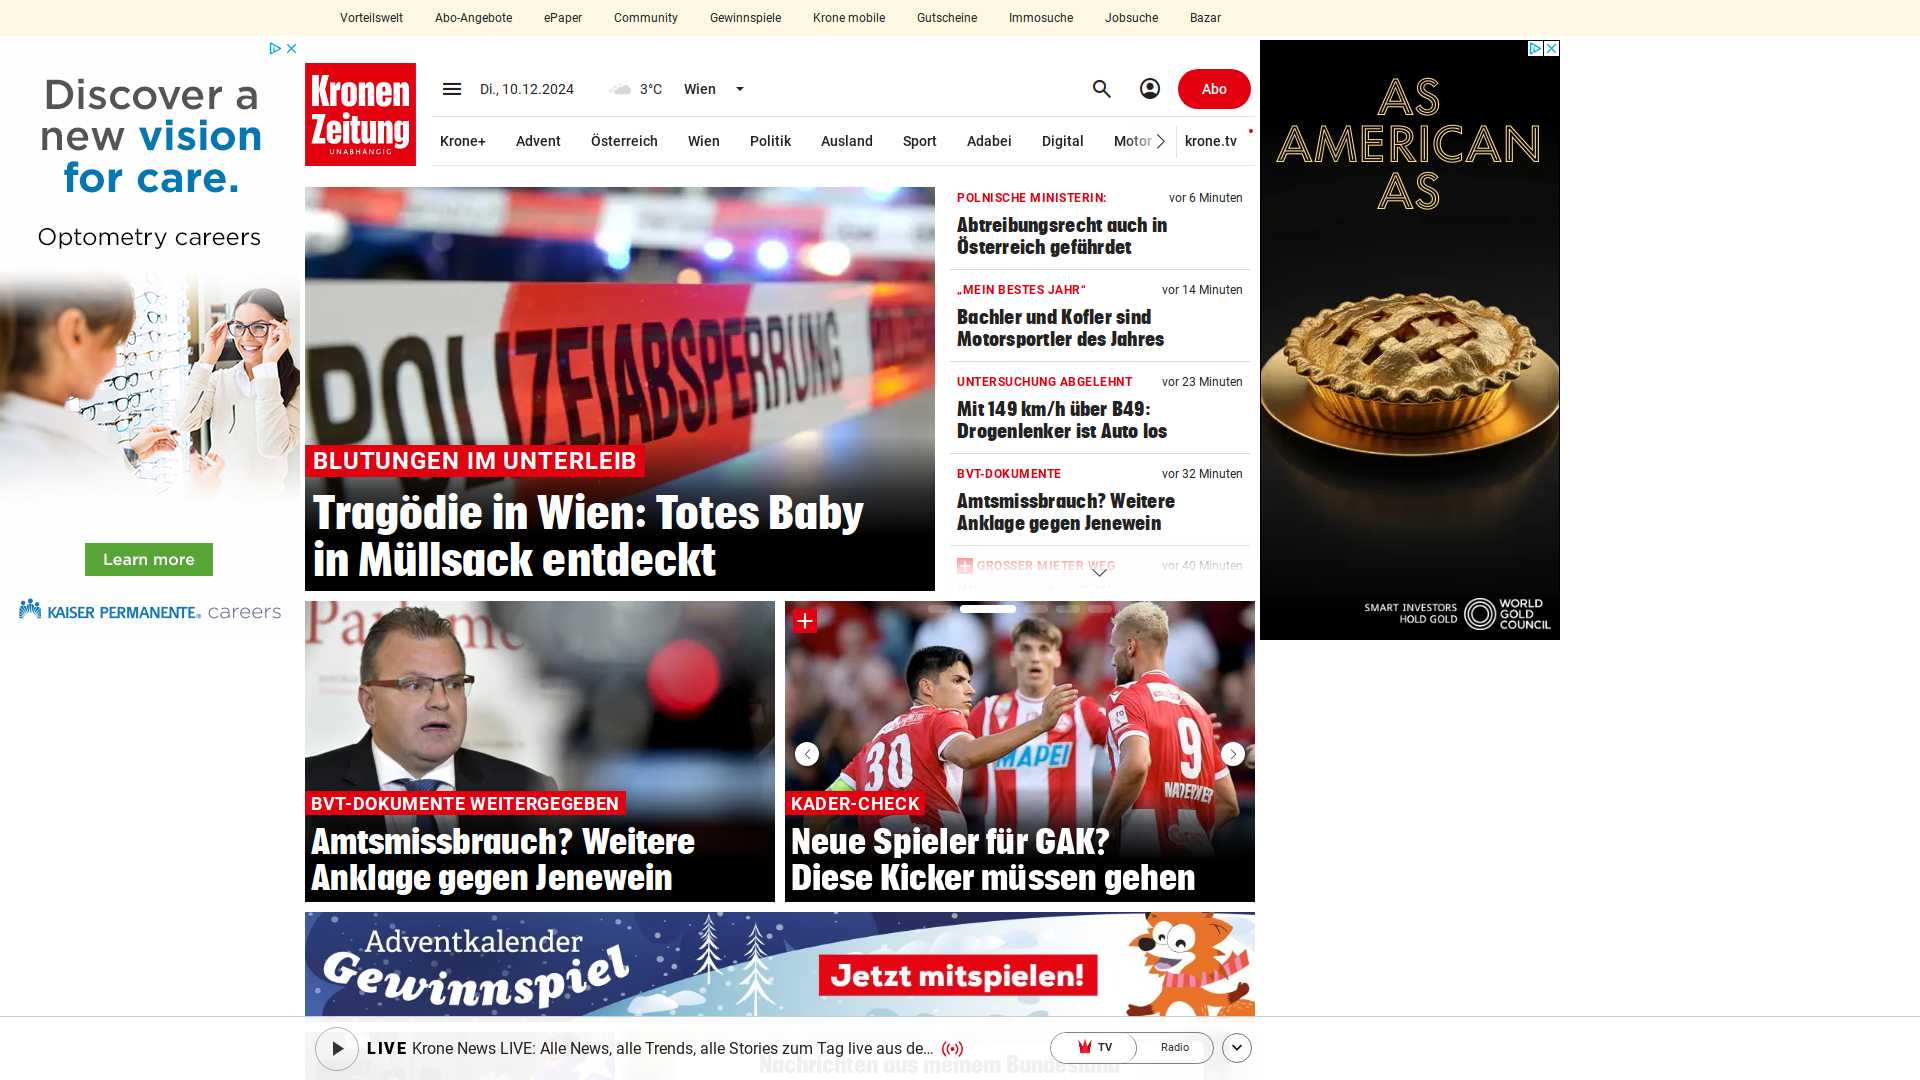 Vorteilswelt Abo-Angebote ePaper Community Gewinnspiele Krone mobile Gutscheine Immosuche Jobsuche Bazar
Discover a
new vision
for care.
Optometry careers
Learn more
KAISER PERMANENTE® careers
Kronen
Zeitung
UNABHÄNGIG
Di., 10.12.2024 3°C Wien
Abo
Krone+ Advent Österreich Wien Politik Ausland Sport Adabei Digital Motor krone.tv
POLIZEIABSPERRUNG
BLUTUNGEN IM UNTERLEIB
Tragödie in Wien: Totes Baby
in Müllsack entdeckt
POLNISCHE MINISTERIN: vor 6 Minuten
Abtreibungsrecht auch in
Österreich gefährdet
„MEIN BESTES JAHR“ vor 14 Minuten
Bachler und Kofler sind
Motorsportler des Jahres
UNTERSUCHUNG ABGELEHNT vor 23 Minuten
Mit 149 km/h über B49:
Drogenlenker ist Auto los
BVT-DOKUMENTE vor 32 Minuten
Amtsmissbrauch? Weitere
Anklage gegen Jenewein
GROSSER MIETER WEG vor 40 Minuten
AS
AMERICAN
AS
SMART INVESTORS
HOLD GOLD
WORLD
GOLD
COUNCIL
BVT-DOKUMENTE WEITERGEGEBEN
Amtsmissbrauch? Weitere
Anklage gegen Jenewein
30
MAPEI
9
KADER-CHECK
Neue Spieler für GAK?
Diese Kicker müssen gehen
Adventkalender
Gewinnspiel
Jetzt mitspielen!
LIVE Krone News LIVE: Alle News, alle Trends, alle Stories zum Tag live aus de...
TV Radio
Nachrichten aus meinem Bundesland